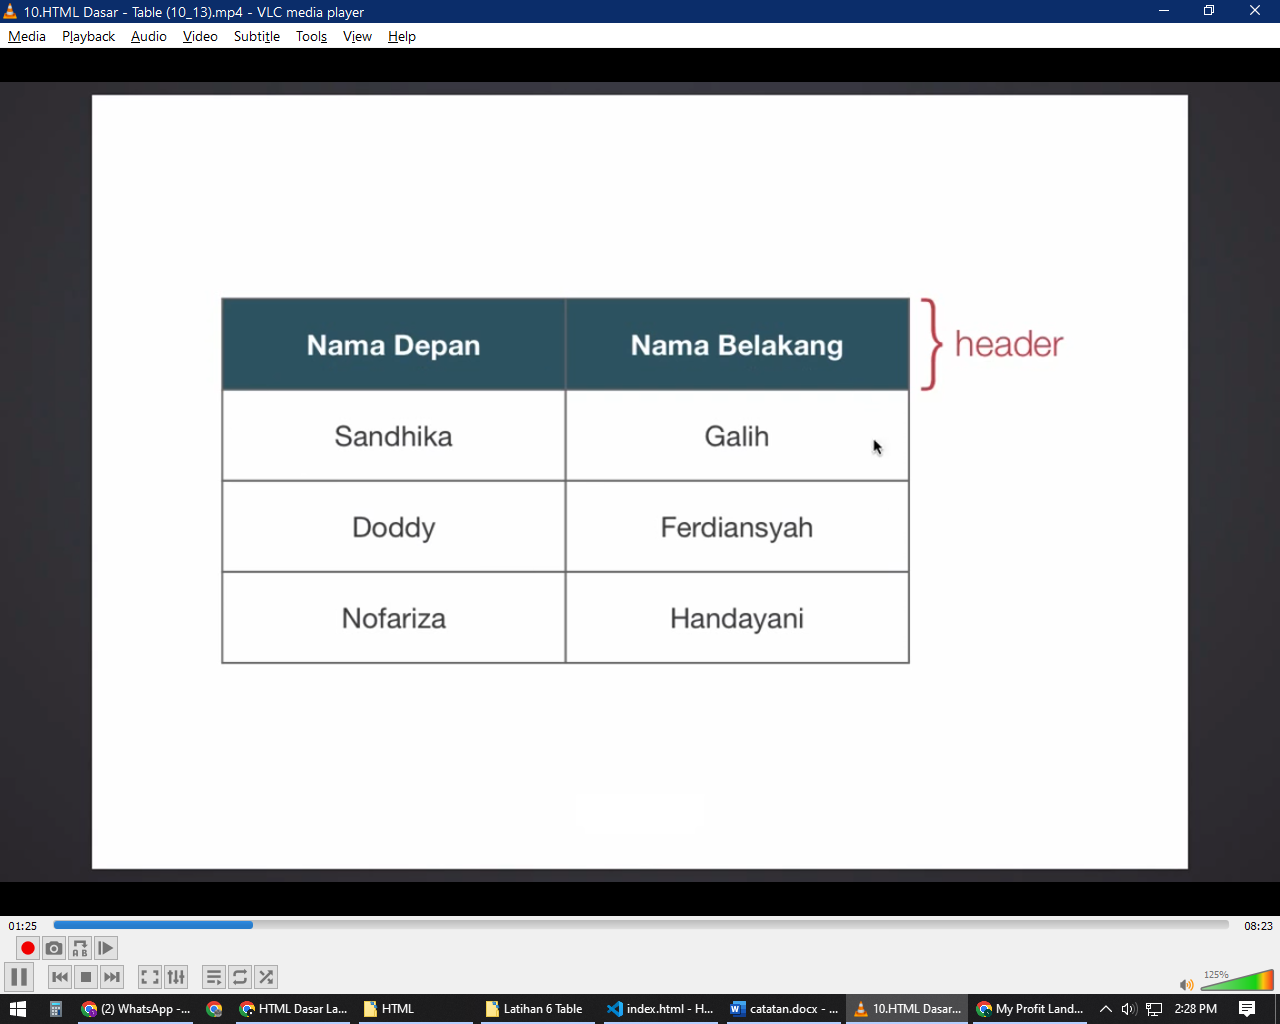 10.HTML Dasar - Table (10_13).mp4 - VLC media player
Media Playback Audio Video Subtitle Tools View Help
Nama Depan Nama Belakang header
Sandhika Galih
Doddy Ferdiansyah
Nofariza Handayani
01:25 08:23
A B
125%
(2) WhatsApp -... HTML Dasar La... HTML Latihan 6 Table index.html - H... catatan.docx - ... 10.HTML Dasar... My Profit Land... 2:28 PM